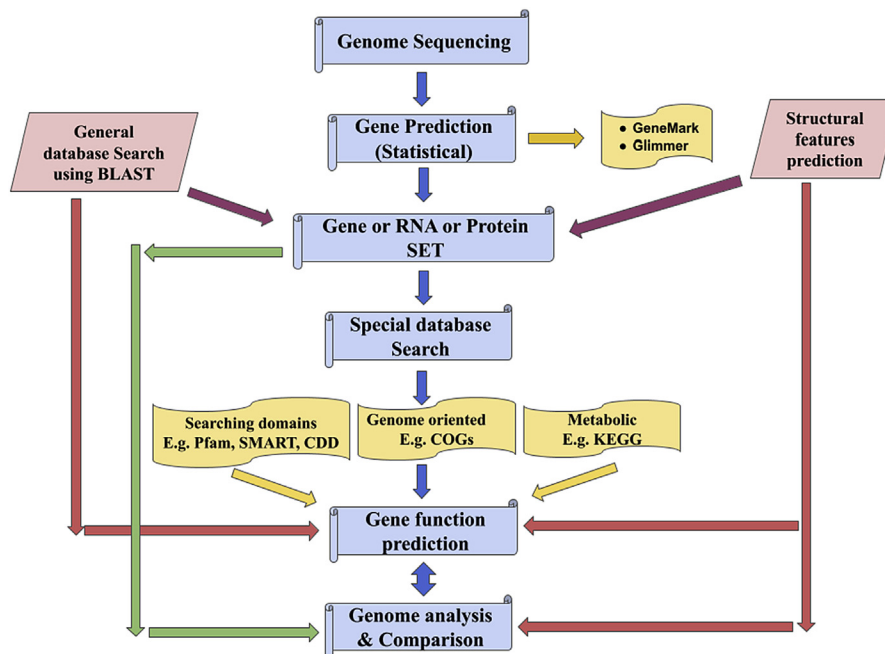 Genome Sequencing
General
database Search
using BLAST
Gene Prediction
(Statistical)
• GeneMark
• Glimmer
Structural
features
prediction
Gene or RNA or Protein
SET
Special database
Search
Searching domains
E.g. Pfam, SMART, CDD
Genome oriented
E.g. COGs
Metabolic
E.g. KEGG
Gene function
prediction
Genome analysis
& Comparison